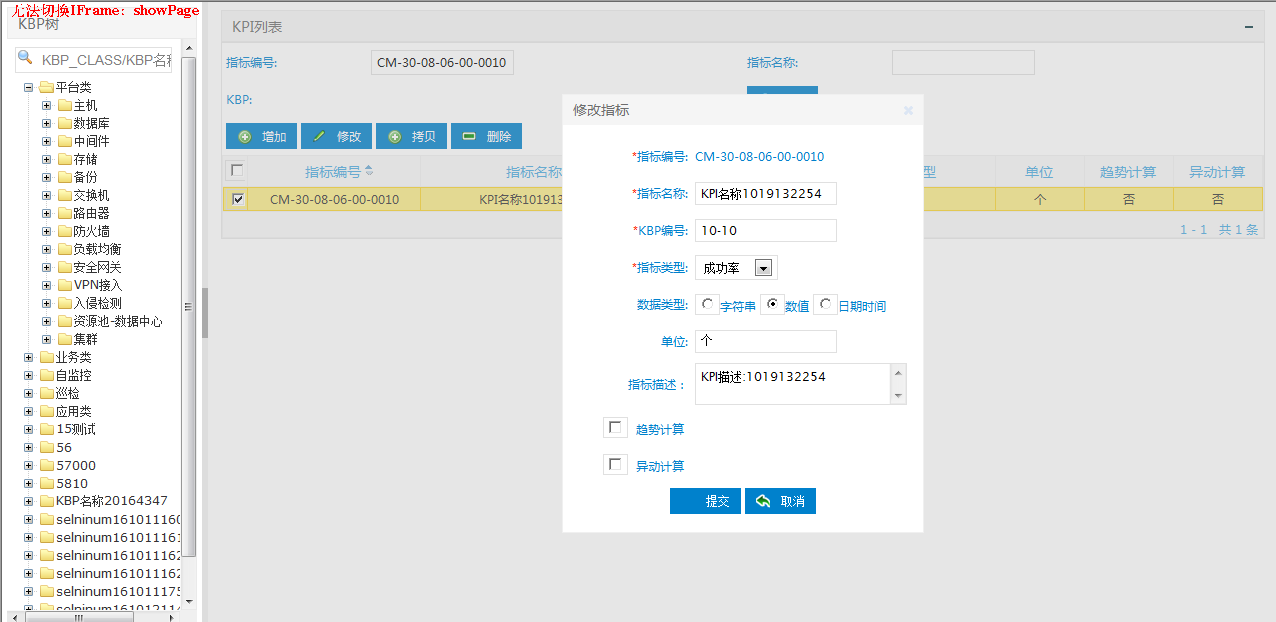 无法切换IFrame: showPage
KBP树
KBP_CLASS/KBP名称
平台类
主机
数据库
中间件
存储
备份
交换机
路由器
防火墙
负载均衡
安全网关
VPN接入
入侵检测
资源池-数据中心
集群
业务类
自监控
巡检
应用类
15测试
56
57000
5810
KBP名称20164347
selninum16101116
selninum16101116
selninum16101116
selninum16101116
selninum16101117
selninum1610121
KPI列表
指标编号: CM-30-08-06-00-0010 指标名称:
KBP:
增加 修改 拷贝 删除
指标编号 指标名称 型 单位 趋势计算 异动计算
CM-30-08-06-00-0010 KPI名称101913 个 否 否
1 - 1 共 1 条
修改指标
*指标编号: CM-30-08-06-00-0010
*指标名称: KPI名称1019132254
*KBP编号: 10-10
*指标类型: 成功率
数据类型: 字符串 数值 日期时间
单位: 个
指标描述: KPI描述:1019132254
趋势计算
异动计算
提交 取消